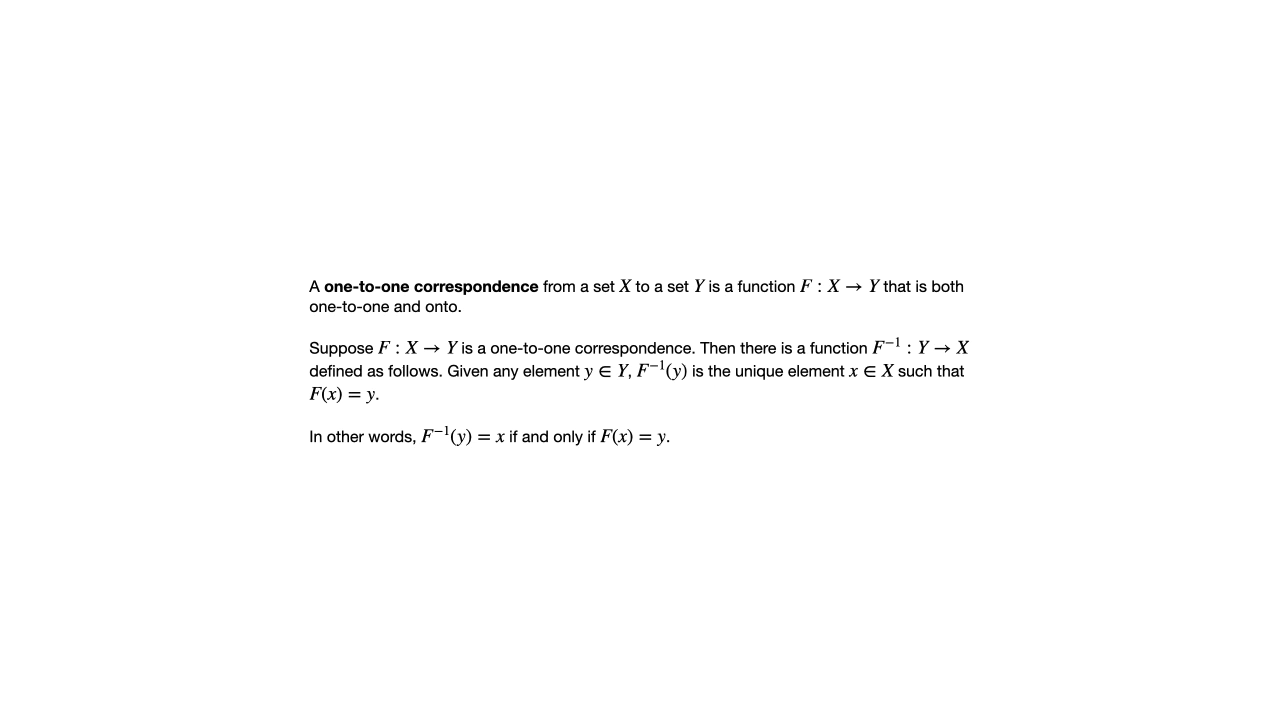 A one-to-one correspondence from a set X to a set Y is a function F : X → Y that is both
one-to-one and onto.
Suppose F : X → Y is a one-to-one correspondence. Then there is a function F⁻¹ : Y → X
defined as follows. Given any element y ∈ Y, F⁻¹(y) is the unique element x ∈ X such that
F(x) = y.
In other words, F⁻¹(y) = x if and only if F(x) = y.